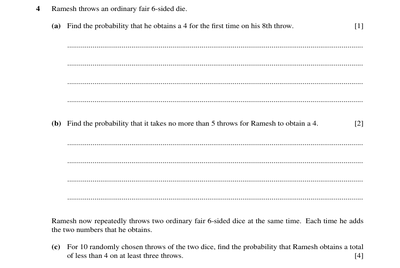 4 Ramesh throws an ordinary fair 6-sided die.
(a) Find the probability that he obtains a 4 for the first time on his 8th throw. [1]
(b) Find the probability that it takes no more than 5 throws for Ramesh to obtain a 4. [2]
Ramesh now repeatedly throws two ordinary fair 6-sided dice at the same time. Each time he adds
the two numbers that he obtains.
(c) For 10 randomly chosen throws of the two dice, find the probability that Ramesh obtains a total
of less than 4 on at least three throws. [4]